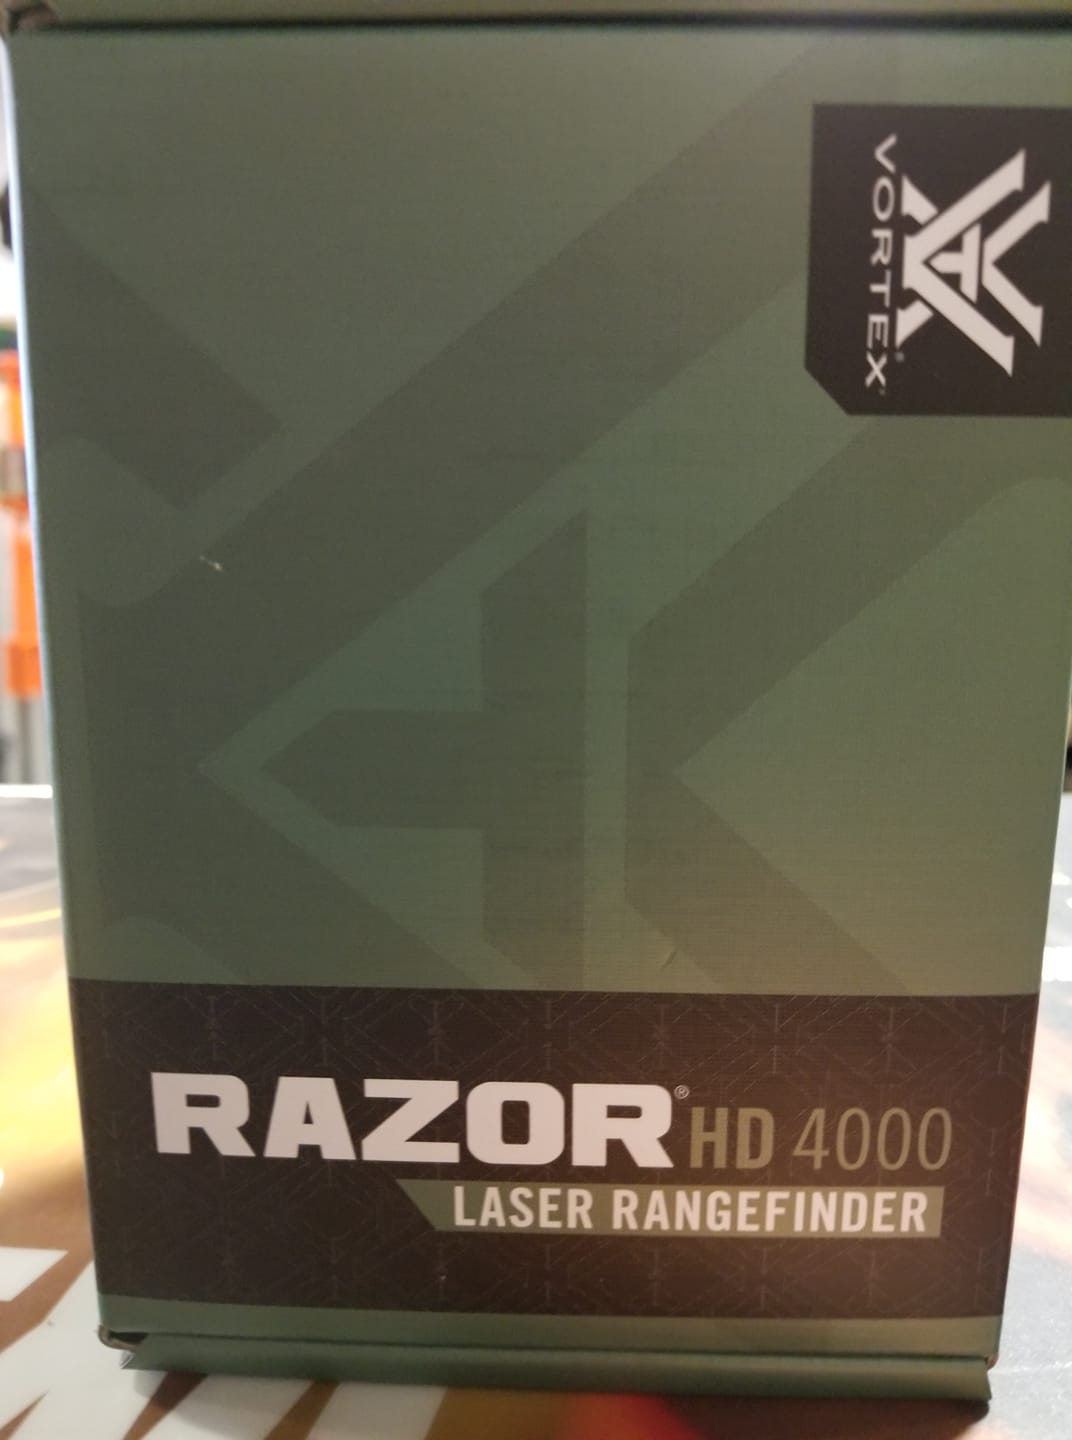 VORTEX
RAZOR® HD 4000
LASER RANGEFINDER